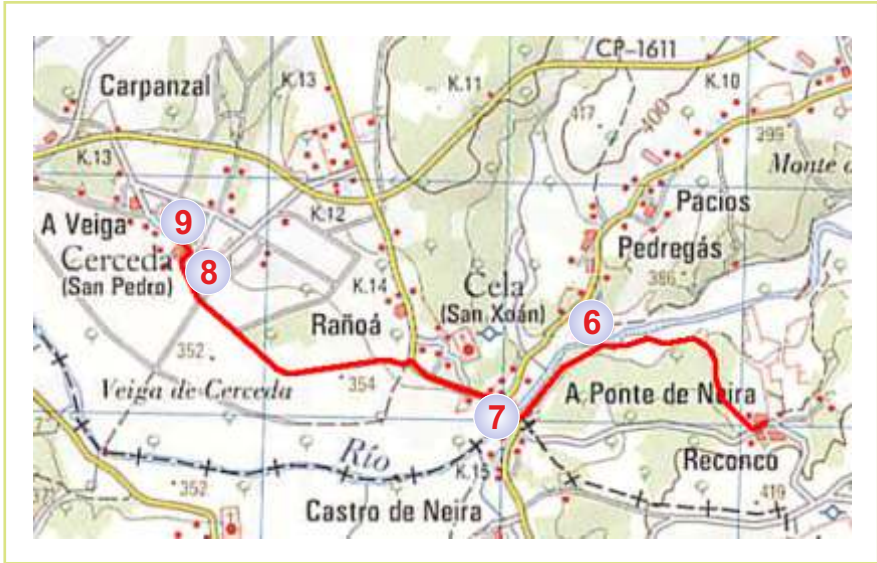 CP-1611
Carpanzal
K.13
K.11
K.10
417
400
399
K.13
Monte
9
A Veiga
K.12
Pacios
Cerceda
8
(San Pedro)
Pedregás
386
K.14
Cela
(San Xoán)
6
Rañoá
352
354
Veiga de Cerceda
A Ponte de Neira
7
Río
Reconco
K.15
352
419
Castro de Neira